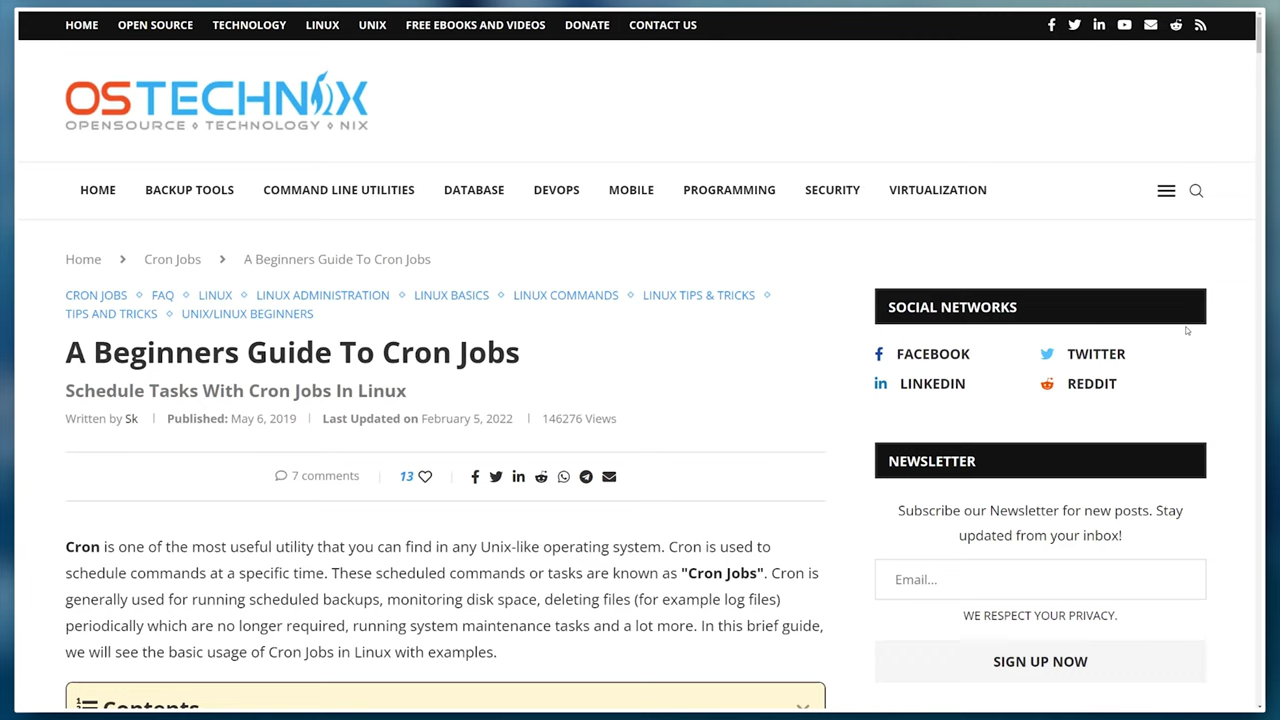 HOME OPEN SOURCE TECHNOLOGY LINUX UNIX FREE EBOOKS AND VIDEOS DONATE CONTACT US
OSTECHNIX
OPENSOURCE ◊ TECHNOLOGY ◊ NIX
HOME BACKUP TOOLS COMMAND LINE UTILITIES DATABASE DEVOPS MOBILE PROGRAMMING SECURITY VIRTUALIZATION
Home > Cron Jobs > A Beginners Guide To Cron Jobs
CRON JOBS ◊ FAQ ◊ LINUX ◊ LINUX ADMINISTRATION ◊ LINUX BASICS ◊ LINUX COMMANDS ◊ LINUX TIPS & TRICKS ◊
TIPS AND TRICKS ◊ UNIX/LINUX BEGINNERS
A Beginners Guide To Cron Jobs
Schedule Tasks With Cron Jobs In Linux
Written by Sk | Published: May 6, 2019 | Last Updated on February 5, 2022 | 146276 Views
7 comments | 13
Cron is one of the most useful utility that you can find in any Unix-like operating system. Cron is used to
schedule commands at a specific time. These scheduled commands or tasks are known as "Cron Jobs". Cron is
generally used for running scheduled backups, monitoring disk space, deleting files (for example log files)
periodically which are no longer required, running system maintenance tasks and a lot more. In this brief guide,
we will see the basic usage of Cron Jobs in Linux with examples.
Contents
SOCIAL NETWORKS
FACEBOOK TWITTER
LINKEDIN REDDIT
NEWSLETTER
Subscribe our Newsletter for new posts. Stay
updated from your inbox!
Email...
WE RESPECT YOUR PRIVACY.
SIGN UP NOW